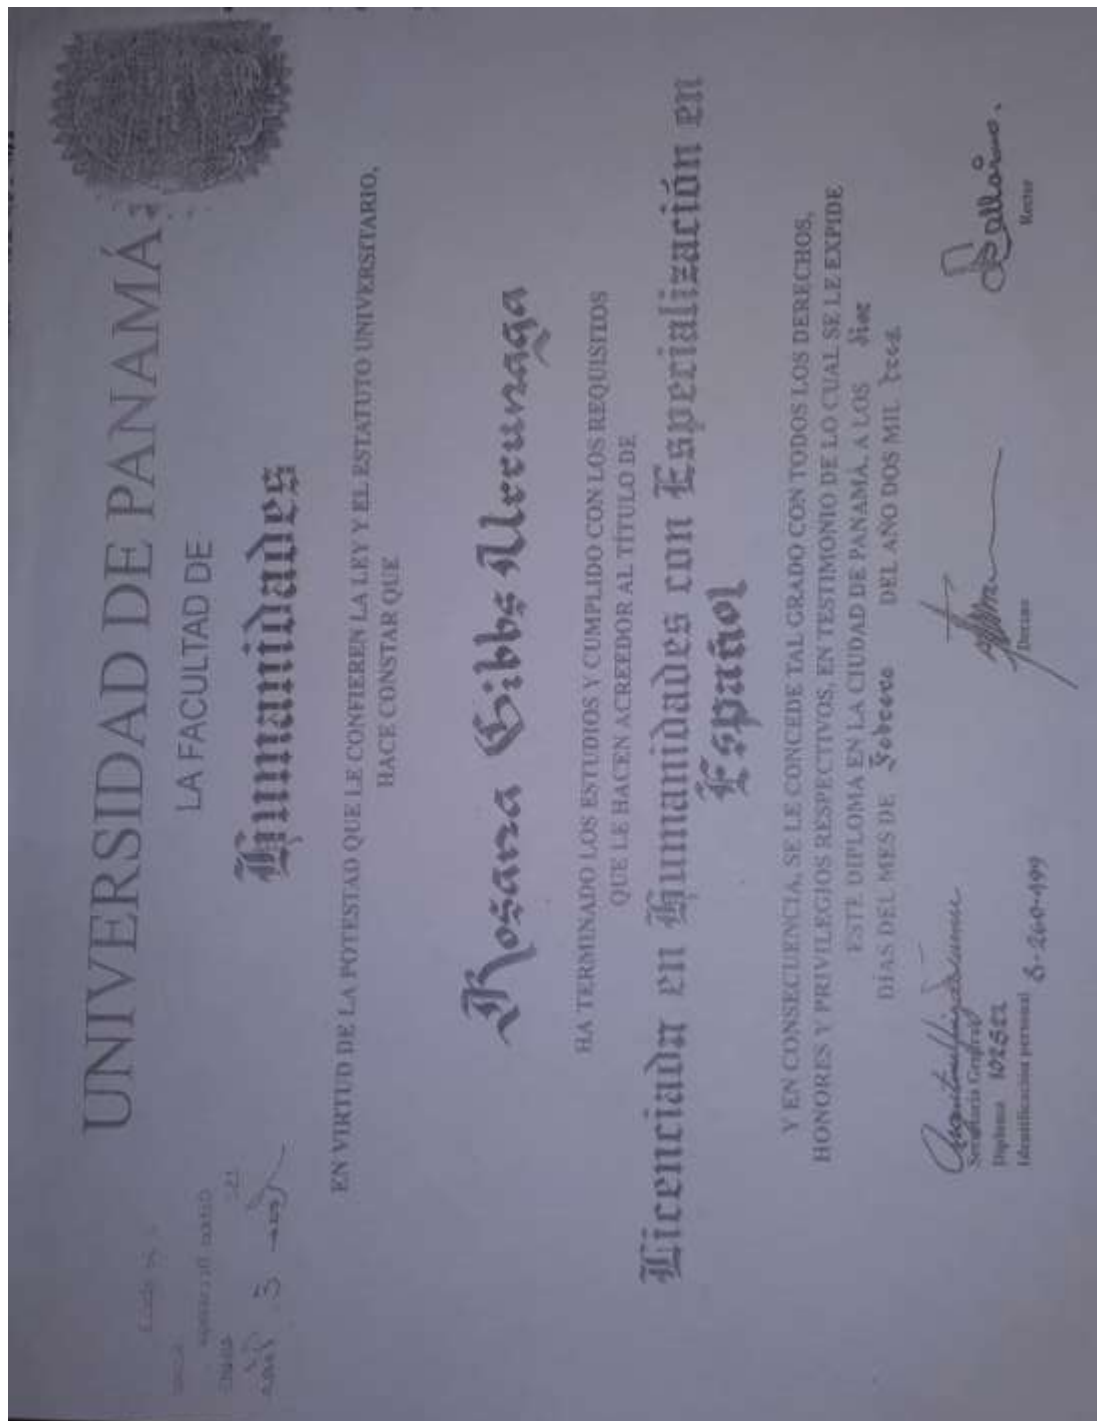 UNIVERSIDAD DE PANAMÁ
LA FACULTAD DE
Humanidades
EN VIRTUD DE LA POTESTAD QUE LE CONFIEREN LA LEY Y EL ESTATUTO UNIVERSITARIO,
HACE CONSTAR QUE
Rosana Gibbs Urrunaga
HA TERMINADO LOS ESTUDIOS Y CUMPLIDO CON LOS REQUISITOS
QUE LE HACEN ACREEDOR AL TÍTULO DE
Licenciada en Humanidades con Especialización en
Español
Y EN CONSECUENCIA, SE LE CONCEDE TAL GRADO CON TODOS LOS DERECHOS,
HONORES Y PRIVILEGIOS RESPECTIVOS, EN TESTIMONIO DE LO CUAL SE LE EXPIDE
ESTE DIPLOMA EN LA CIUDAD DE PANAMÁ, A LOS diez
DÍAS DEL MES DE febrero DEL AÑO DOS MIL tres
Secretaria General
Decano
Rector
Diploma 102522
Identificación personal 8-260-499